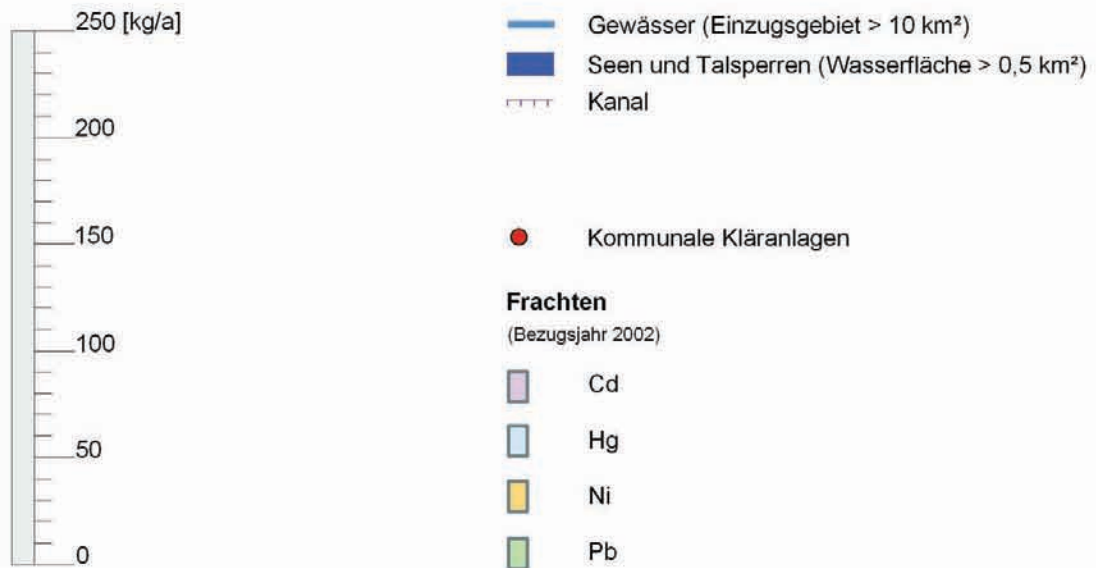 250 [kg/a]
200
150
100
50
0
Gewässer (Einzugsgebiet > 10 km²)
Seen und Talsperren (Wasserfläche > 0,5 km²)
Kanal
Kommunale Kläranlagen
Frachten
(Bezugsjahr 2002)
Cd
Hg
Ni
Pb